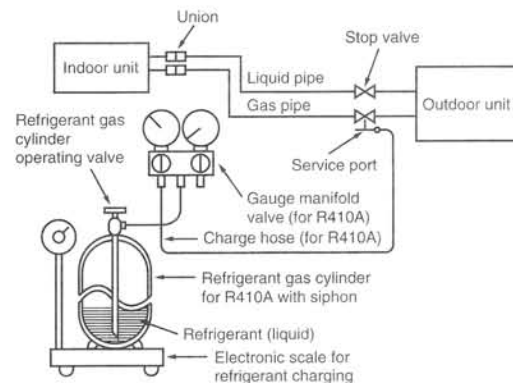 Union
Stop valve
Indoor unit
Liquid pipe
Gas pipe
Outdoor unit
Refrigerant gas
cylinder
operating valve
Service port
Gauge manifold
valve (for R410A)
Charge hose (for R410A)
Refrigerant gas cylinder
for R410A with siphon
Refrigerant (liquid)
Electronic scale for
refrigerant charging